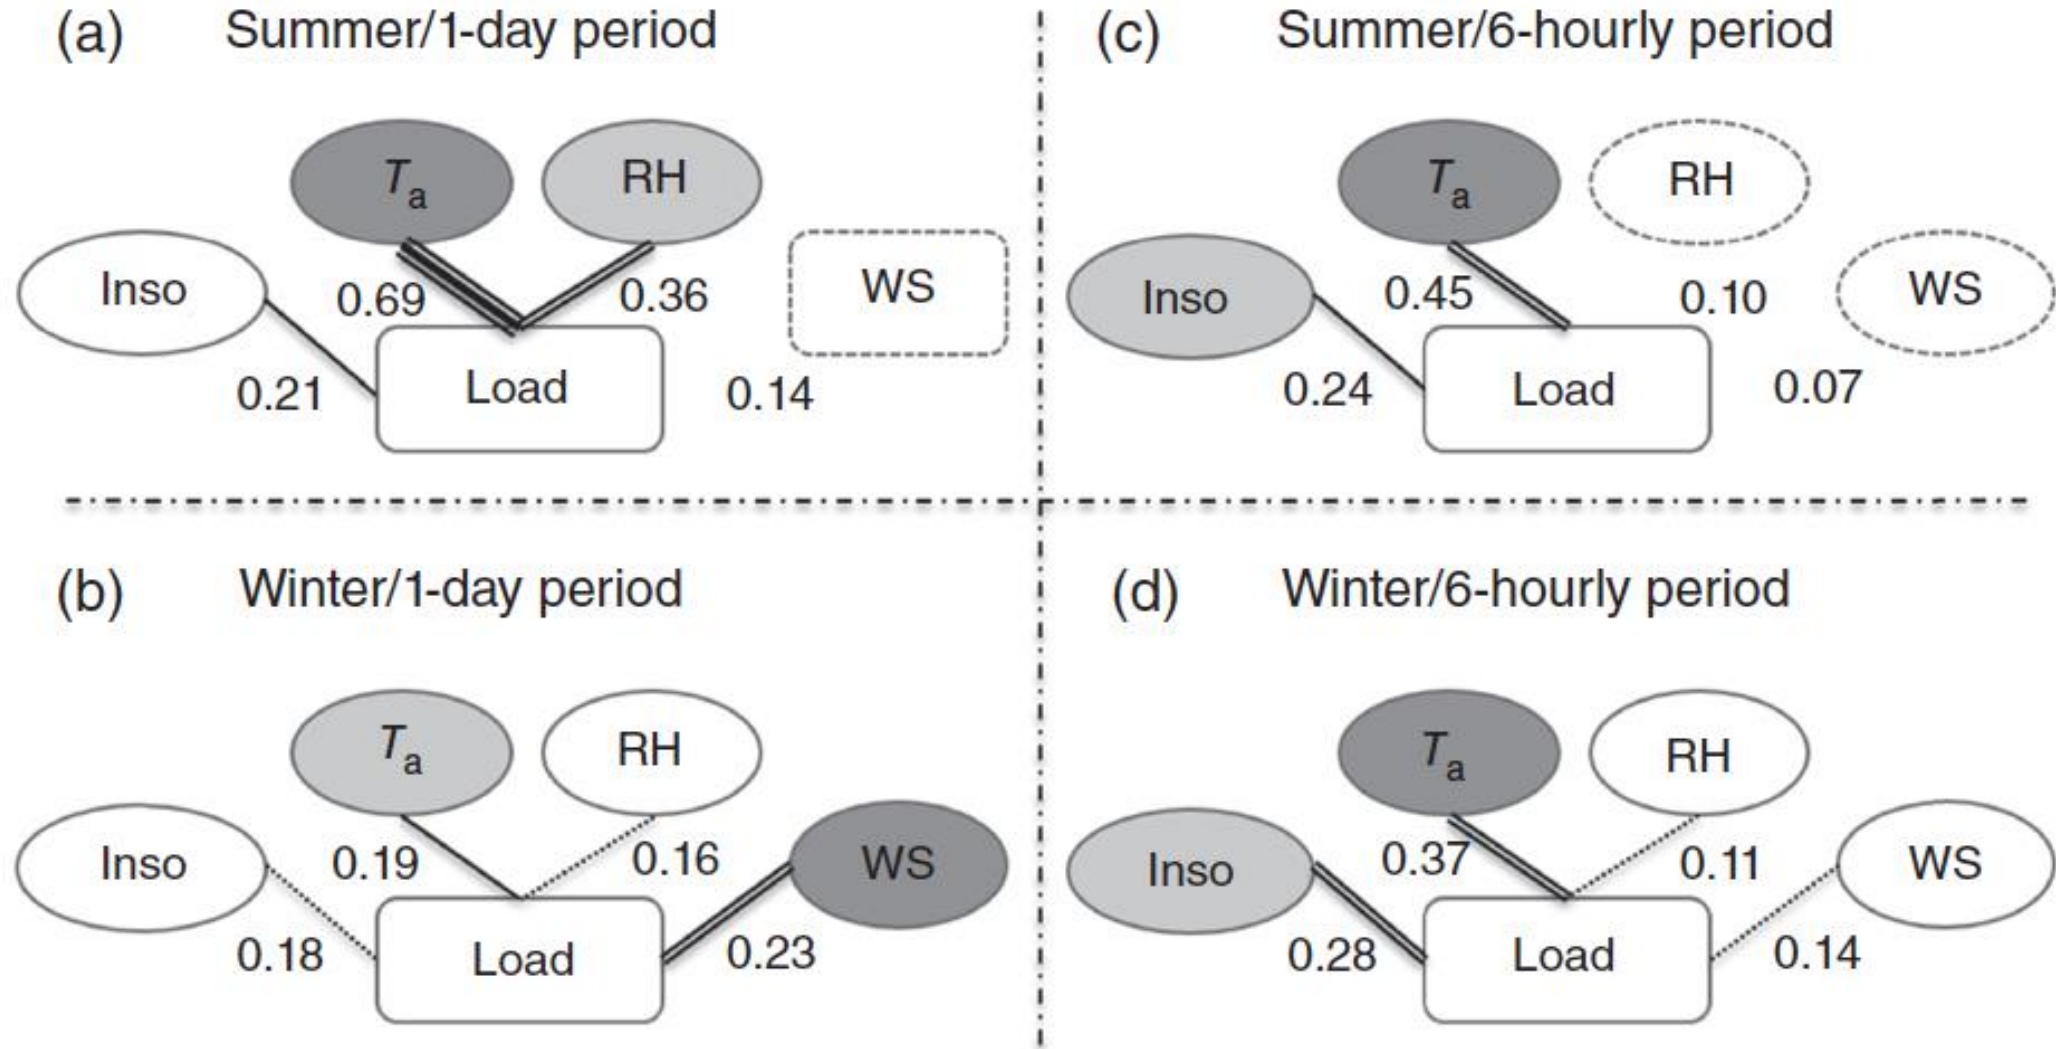 (a) Summer/1-day period
Ta
RH
Inso
WS
0.69
0.36
0.21
Load
0.14
(c) Summer/6-hourly period
Ta
RH
Inso
WS
0.45
0.10
0.24
Load
0.07
(b) Winter/1-day period
Ta
RH
Inso
WS
0.19
0.16
0.18
Load
0.23
(d) Winter/6-hourly period
Ta
RH
Inso
WS
0.37
0.11
0.28
Load
0.14